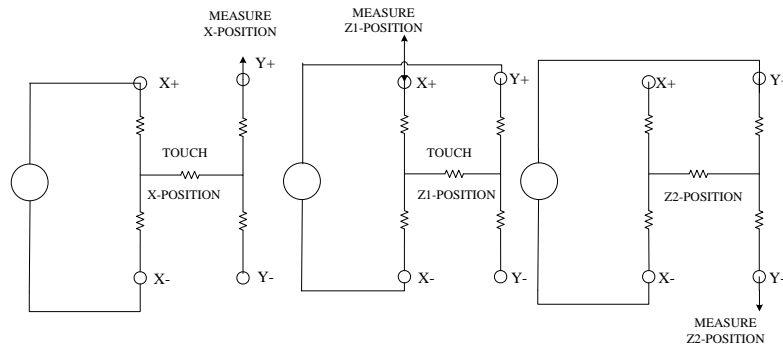 MEASURE
X-POSITION
Y+
X+
TOUCH
X-POSITION
X-
Y-
MEASURE
Z1-POSITION
X+
Y+
TOUCH
Z1-POSITION
X-
Y-
X+
Y+
Z2-POSITION
X-
Y-
MEASURE
Z2-POSITION